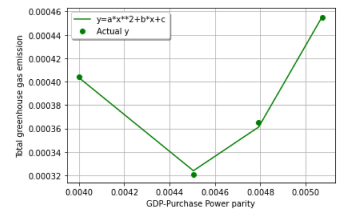 0.00046
0.00044
0.00042
0.00040
0.00038
0.00036
0.00034
0.00032
Total greenhouse gas emission
y=a*x**2+b*x+c
Actual y
0.0040 0.0042 0.0044 0.0046 0.0048 0.0050
GDP-Purchase Power parity